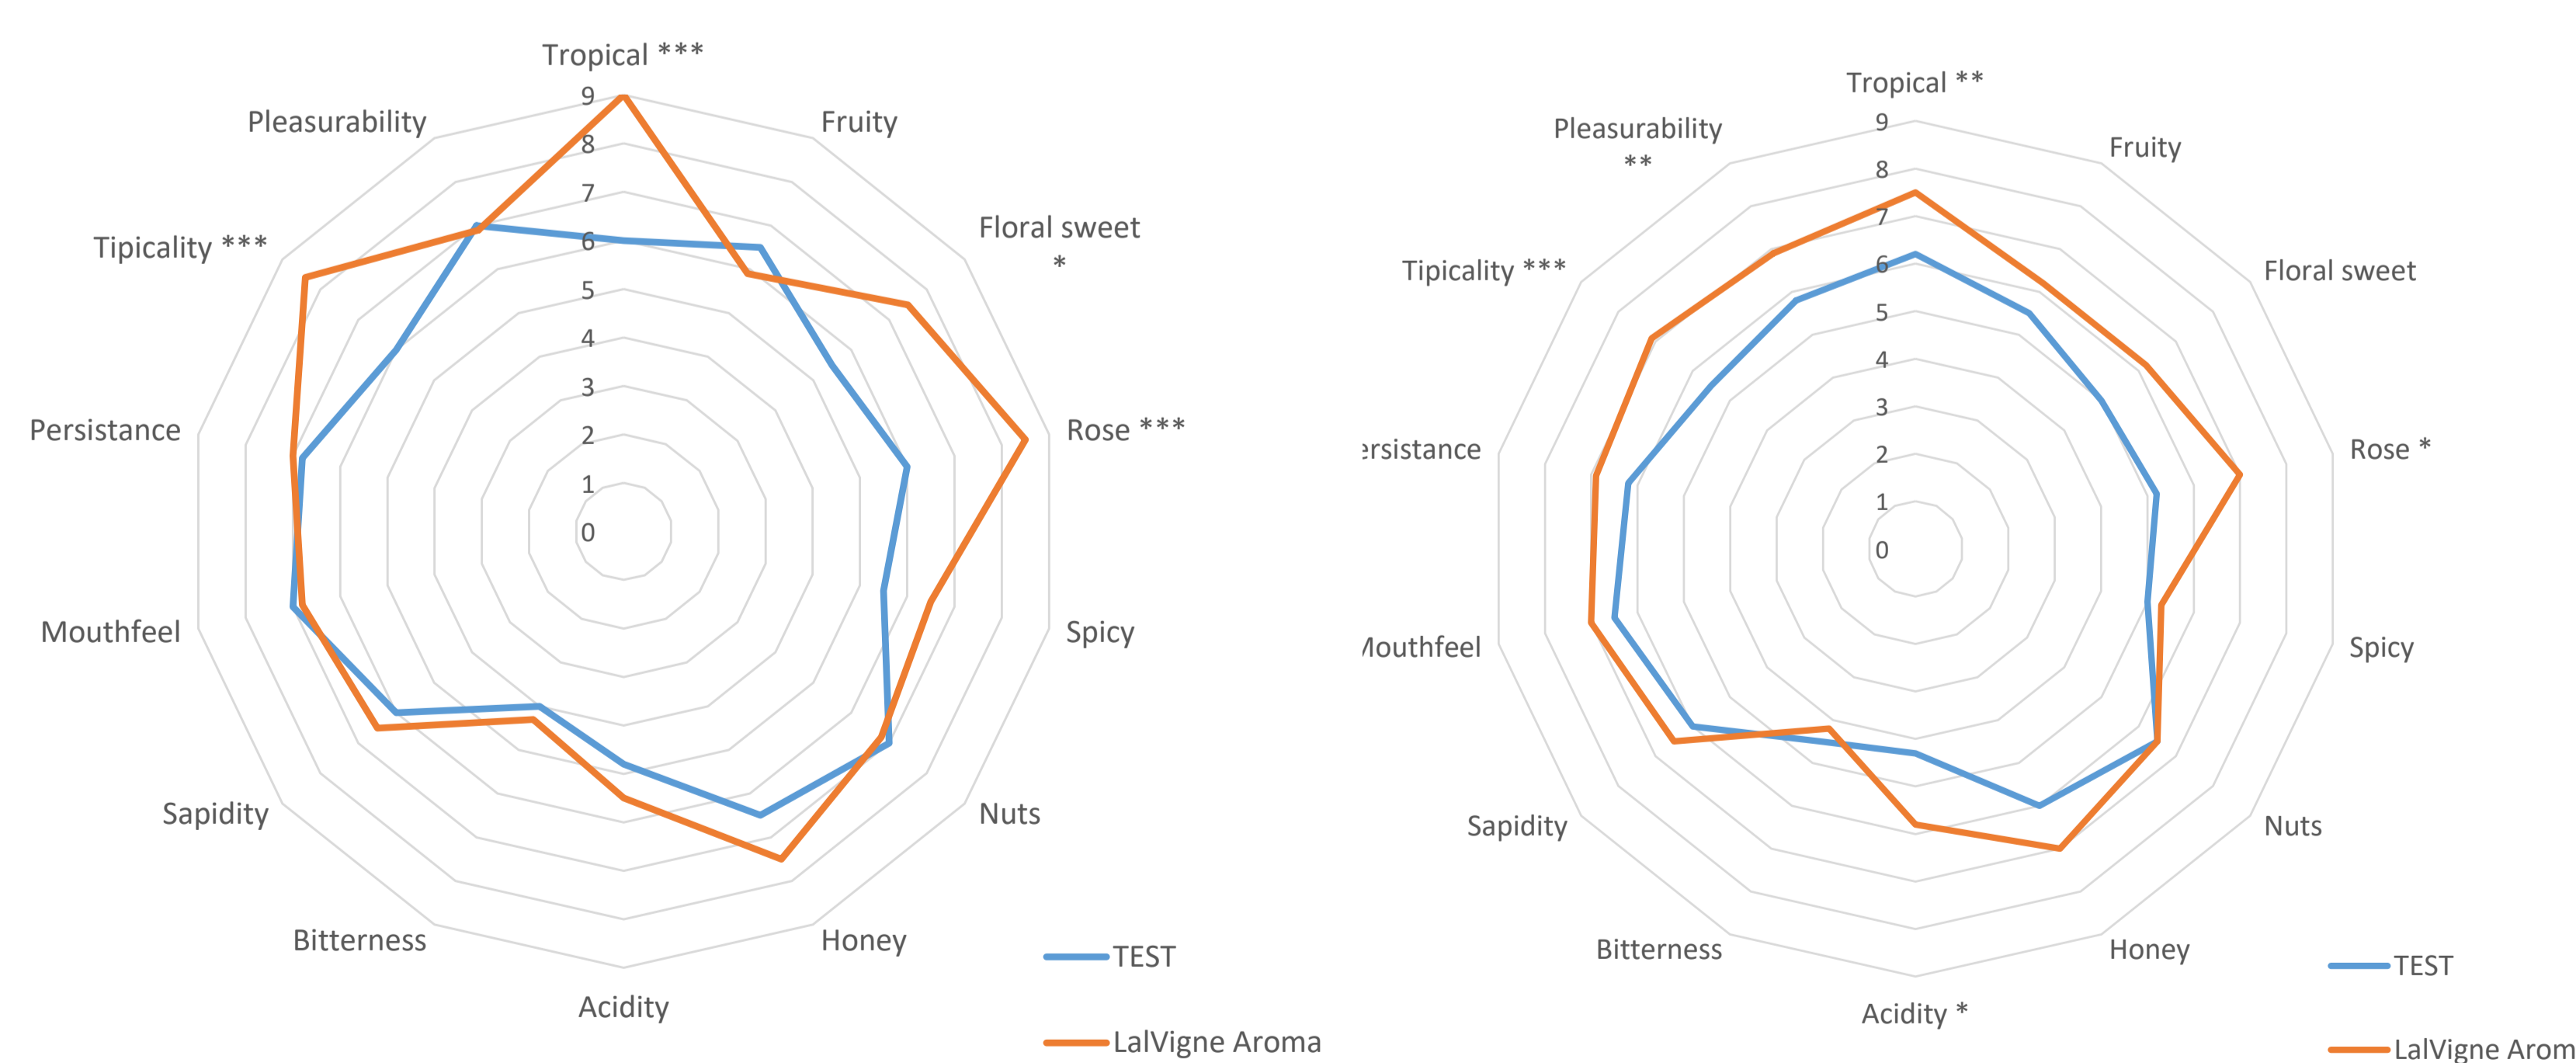 Tropical ***
Fruity
Floral sweet
*
Rose ***
Spicy
Nuts
Honey
Acidity
Bitterness
Sapidity
Mouthfeel
Persistance
Tipicality ***
Pleasurability
9
8
7
6
5
4
3
2
1
0
TEST
LalVigne Aroma
Tropical **
Fruity
Floral sweet
Rose *
Spicy
Nuts
Honey
Acidity *
Bitterness
Sapidity
Mouthfeel
ersistance
Tipicality ***
Pleasurability
**
9
8
7
6
5
4
3
2
1
0
TEST
LalVigne Arom